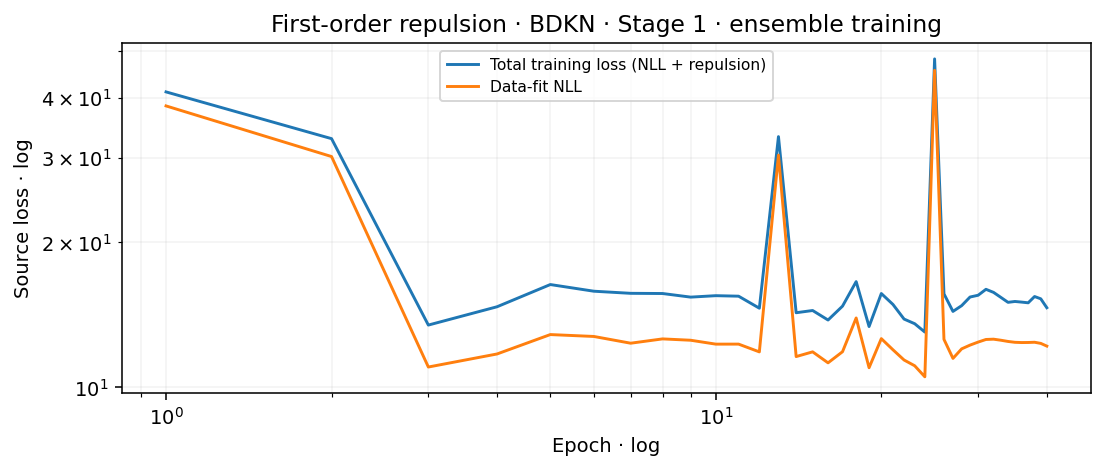 First-order repulsion · BDKN · Stage 1 · ensemble training
Total training loss (NLL + repulsion)
Data-fit NLL
4 × 10¹
3 × 10¹
2 × 10¹
10¹
Source loss · log
10⁰ 10¹
Epoch · log